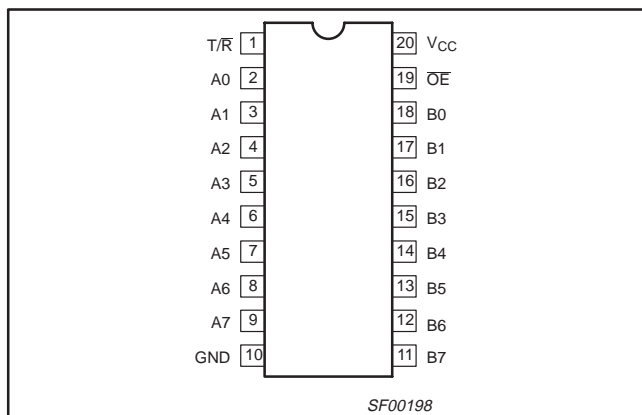 T/R̅ 1 20 VCC
A0 2 19 O̅E̅
A1 3 18 B0
A2 4 17 B1
A3 5 16 B2
A4 6 15 B3
A5 7 14 B4
A6 8 13 B5
A7 9 12 B6
GND 10 11 B7
SF00198